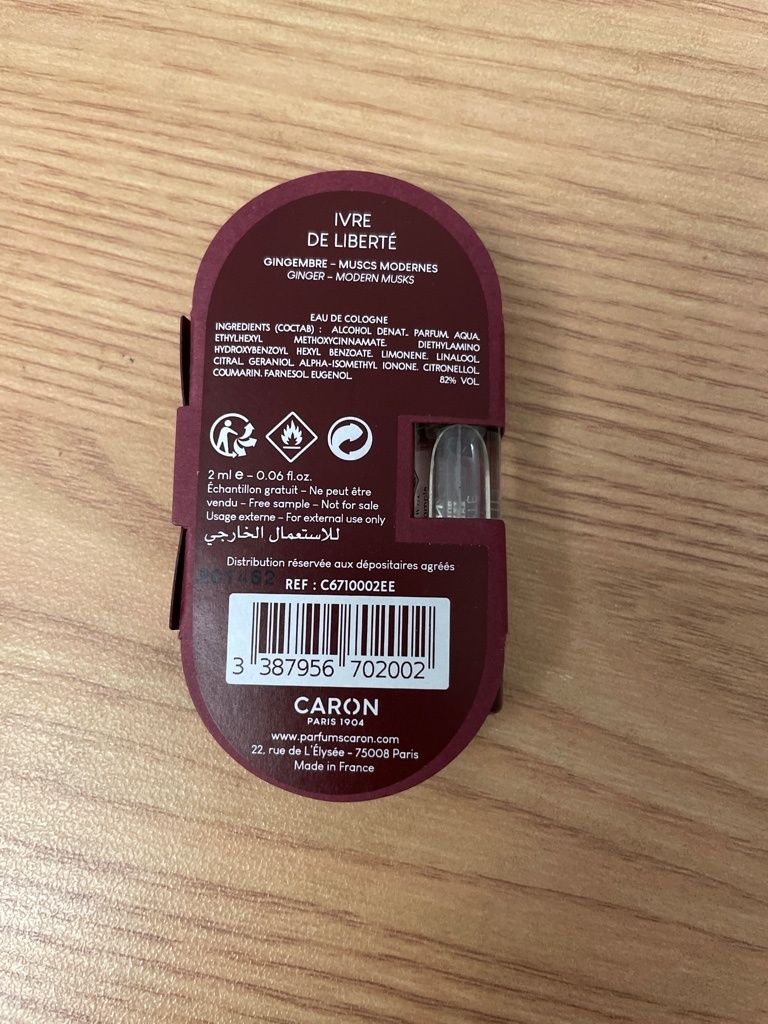 IVRE
DE LIBERTÉ
GINGEMBRE – MUSCS MODERNES
GINGER – MODERN MUSKS
EAU DE COLOGNE
INGREDIENTS (COCTAB) : ALCOHOL DENAT., PARFUM, AQUA,
ETHYLHEXYL METHOXYCINNAMATE, DIETHYLAMINO
HYDROXYBENZOYL HEXYL BENZOATE, LIMONENE, LINALOOL,
CITRAL, GERANIOL, ALPHA-ISOMETHYL IONONE, CITRONELLOL,
COUMARIN, FARNESOL, EUGENOL. 82% VOL.
2 ml e – 0.06 fl.oz.
Échantillon gratuit – Ne peut être
vendu – Free sample – Not for sale
Usage externe – For external use only
للاستعمال الخارجي
Distribution réservée aux dépositaires agréés
REF : C6710002EE
3 387956 702002
CARON
PARIS 1904
www.parfumscaron.com
22, rue de L'Élysée - 75008 Paris
Made in France